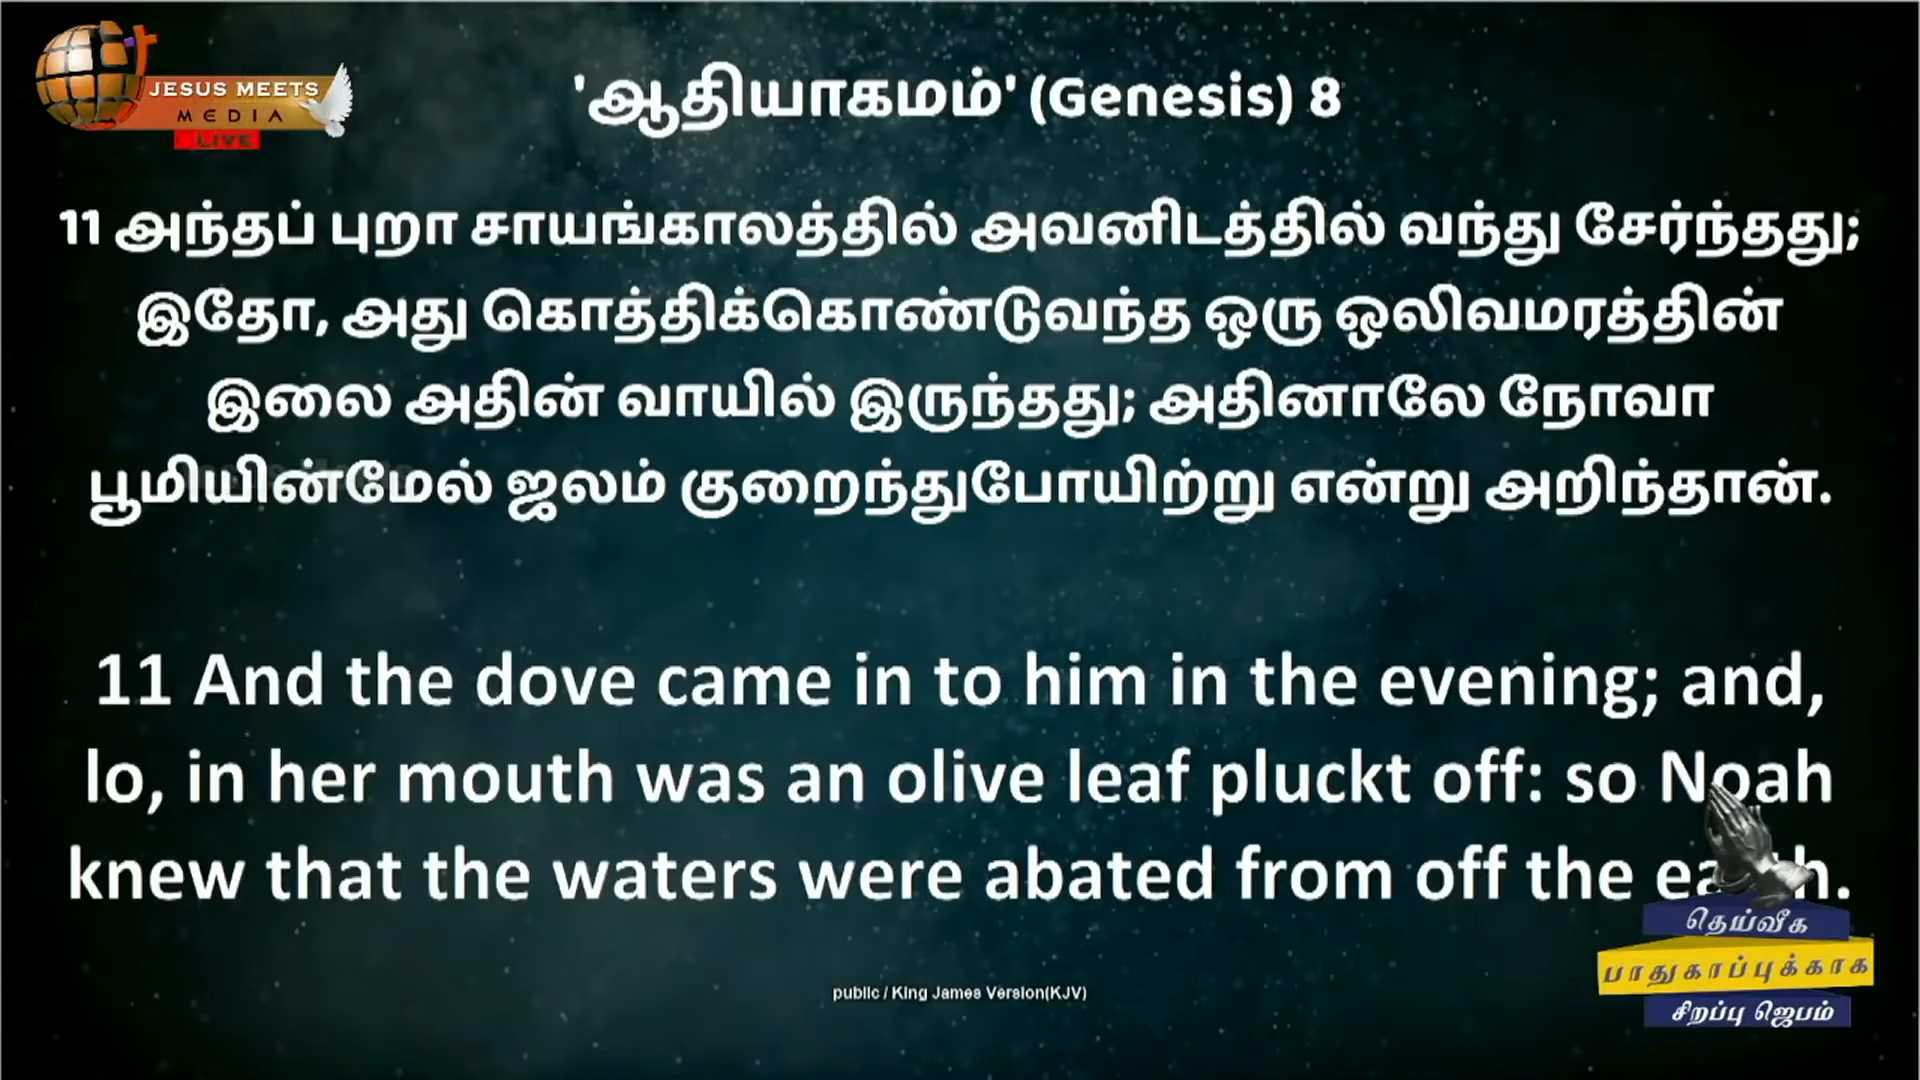 JESUS MEETS
MEDIA
LIVE
'ஆதியாகமம்' (Genesis) 8
11 அந்தப் புறா சாயங்காலத்தில் அவனிடத்தில் வந்து சேர்ந்தது;
இதோ, அது கொத்திக்கொண்டுவந்த ஒரு ஒலிவமரத்தின்
இலை அதின் வாயில் இருந்தது; அதினாலே நோவா
பூமியின்மேல் ஜலம் குறைந்துபோயிற்று என்று அறிந்தான்.
11 And the dove came in to him in the evening; and,
lo, in her mouth was an olive leaf pluckt off: so Noah
knew that the waters were abated from off the earth.
public / King James Version(KJV)
தெய்வீக
பாதுகாப்புக்காக
சிறப்பு ஜெபம்